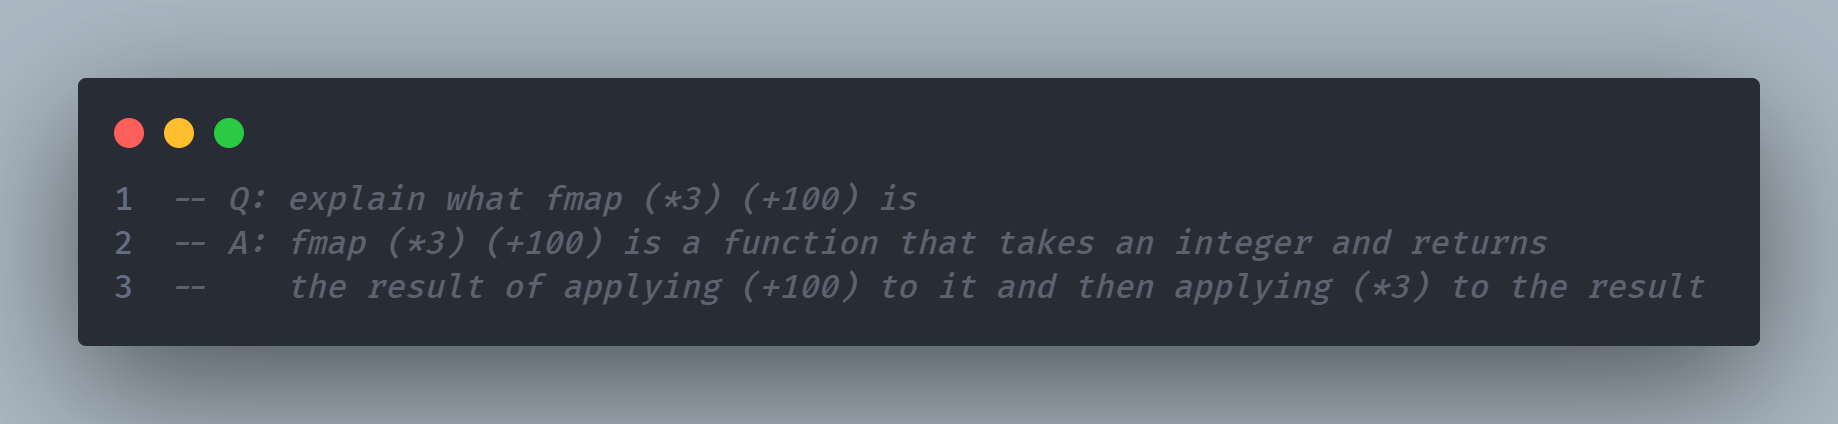 1 -- Q: explain what fmap (*3) (+100) is
2 -- A: fmap (*3) (+100) is a function that takes an integer and returns
3 --    the result of applying (+100) to it and then applying (*3) to the result